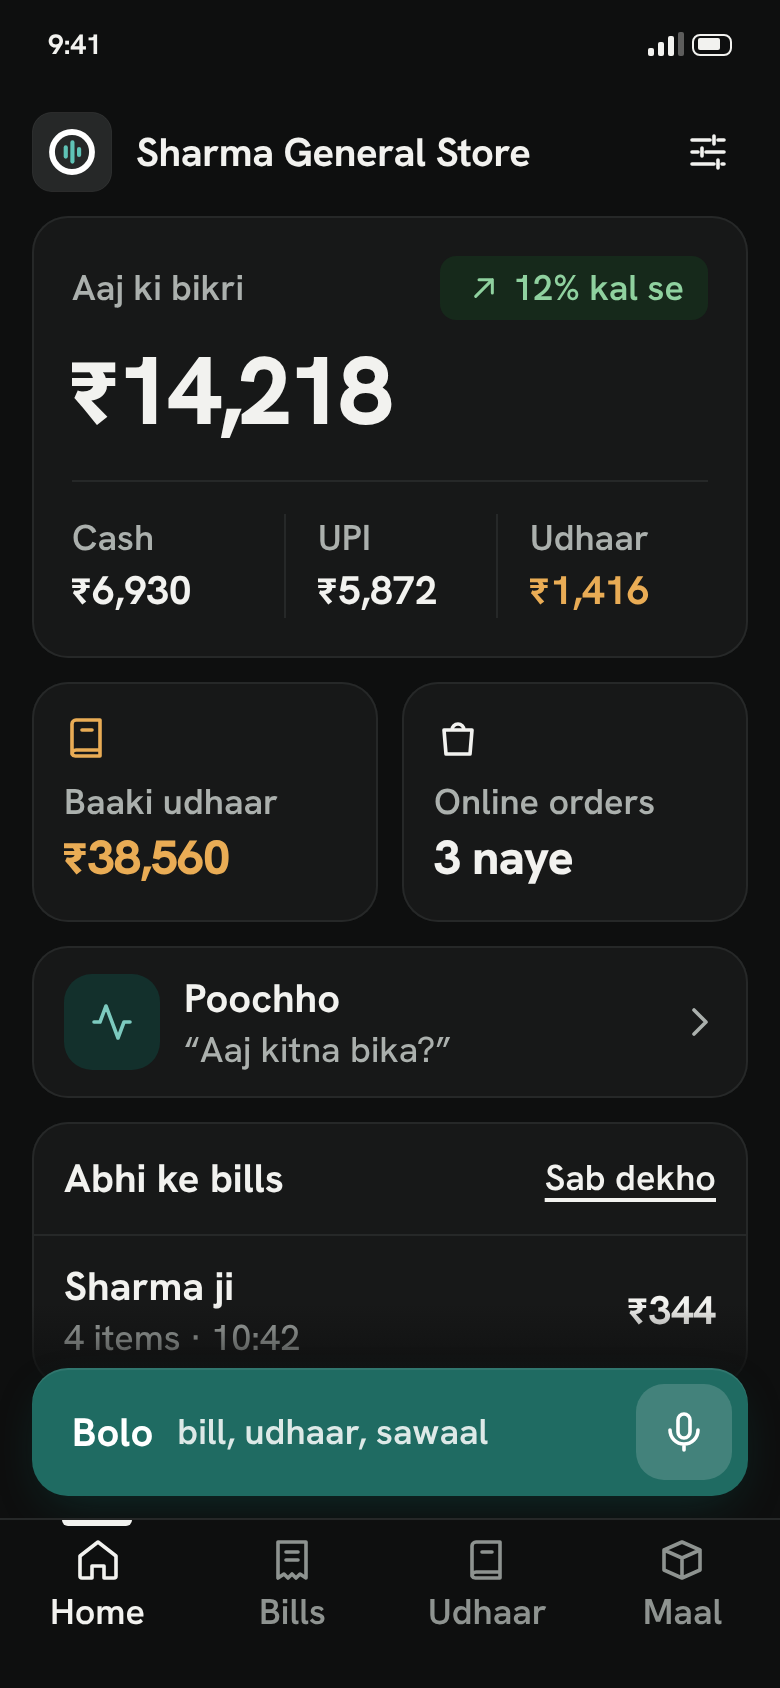 9:41
Sharma General Store
Aaj ki bikri
12% kal se
₹14,218
Cash
UPI
Udhaar
₹6,930
₹5,872
₹1,416
Baaki udhaar
₹38,560
Online orders
3 naye
Poochho
“Aaj kitna bika?”
Abhi ke bills
Sab dekho
Sharma ji
4 items · 10:42
₹344
Bolo bill, udhaar, sawaal
Home
Bills
Udhaar
Maal